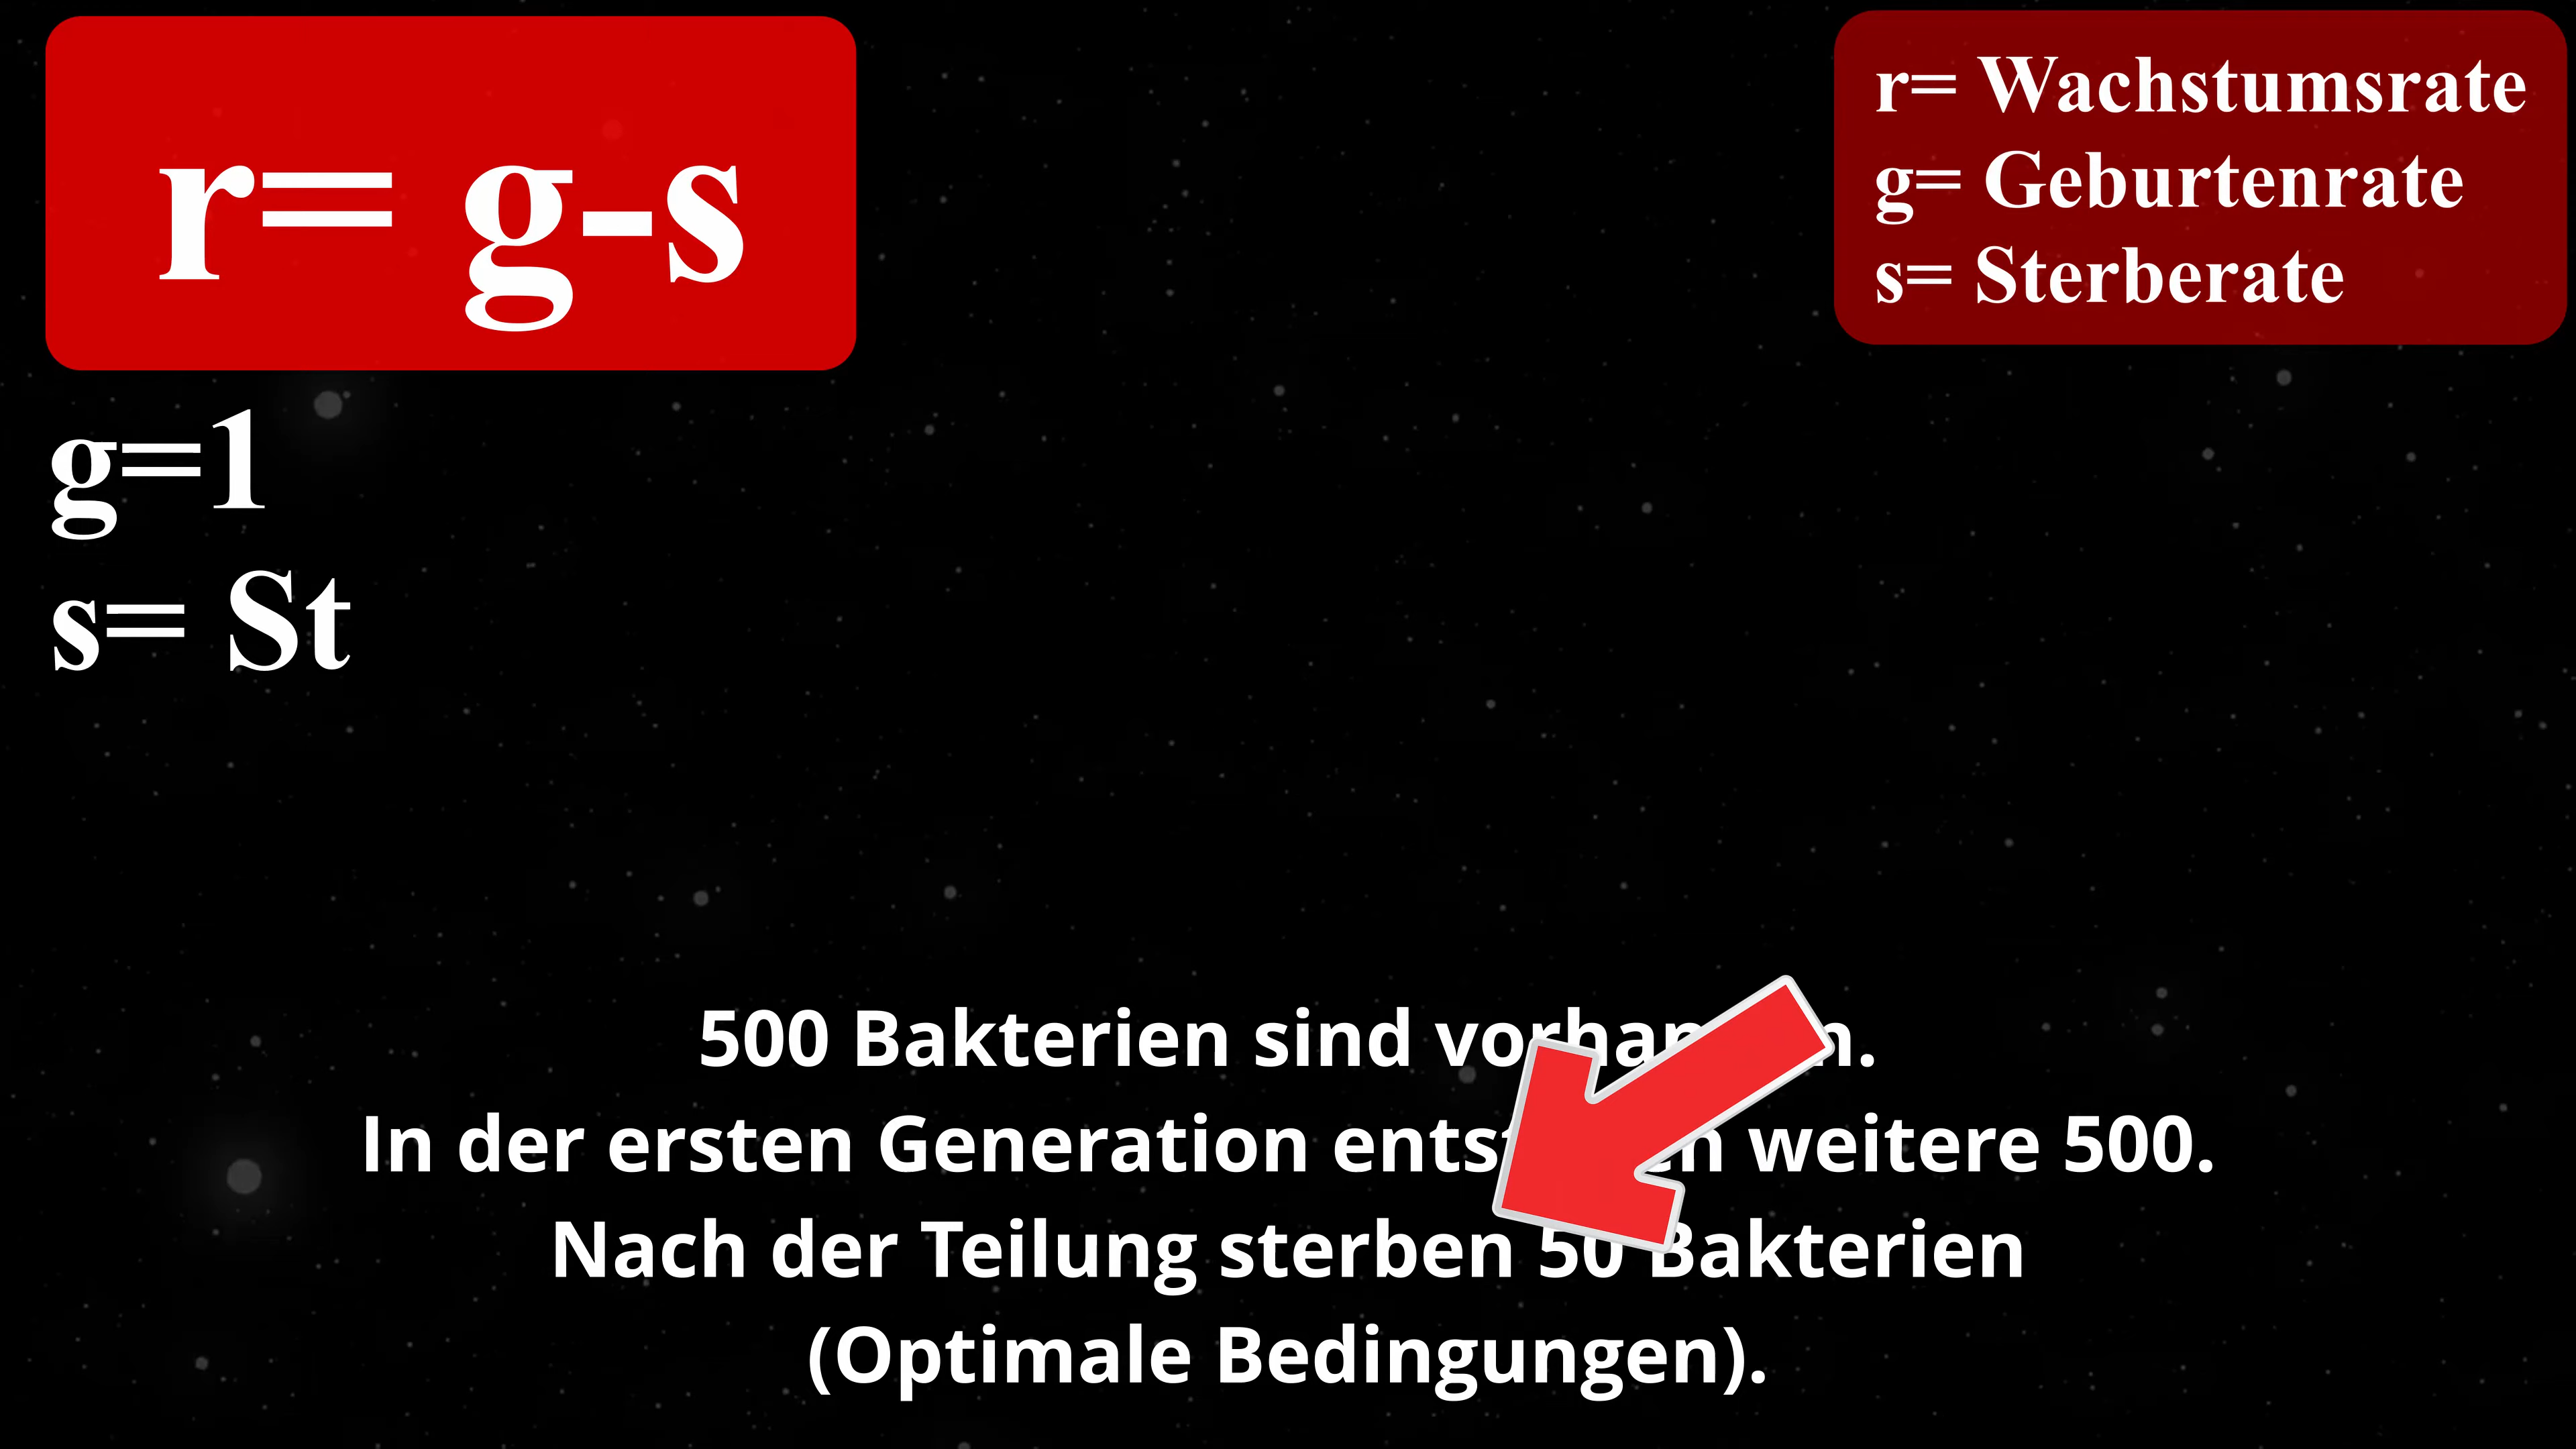 r= g-s
r= Wachstumsrate
g= Geburtenrate
s= Sterberate
g=1
s= St
500 Bakterien sind
In der ersten Generation weitere 500.
Nach der Teilung sterben 50 Bakterien
(Optimale Bedingungen).